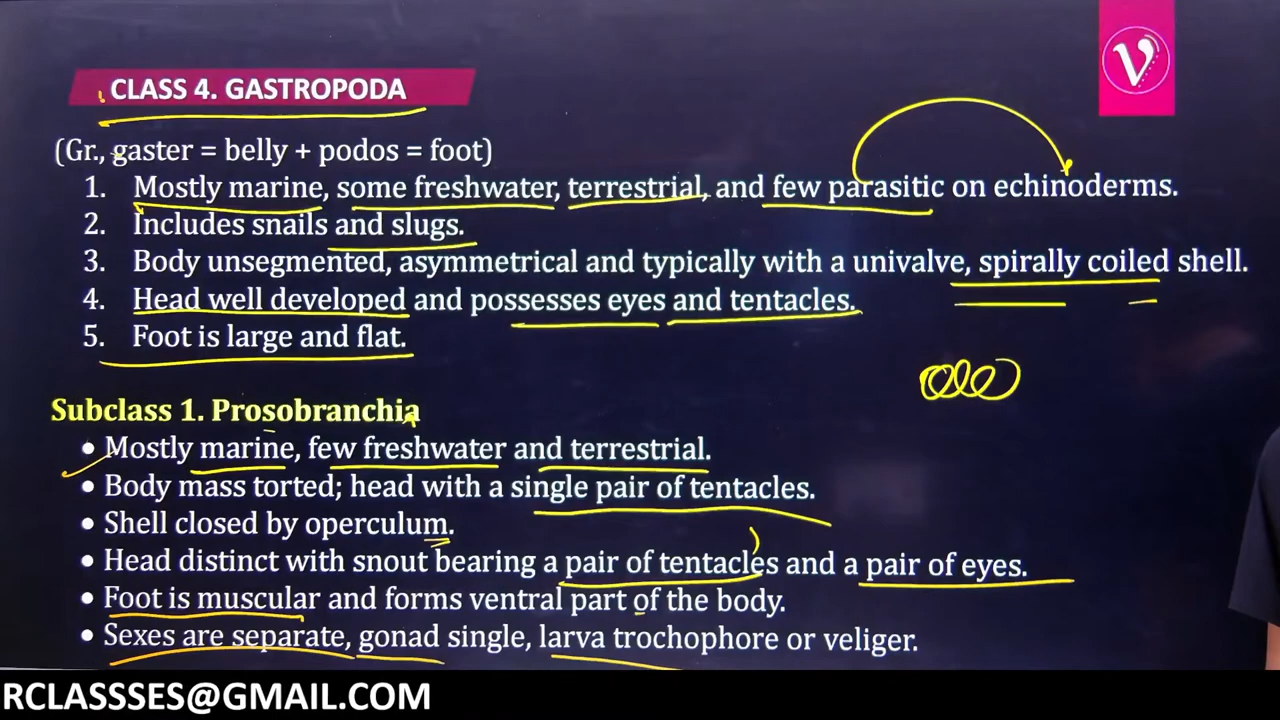 CLASS 4. GASTROPODA
(Gr., gaster = belly + podos = foot)
1. Mostly marine, some freshwater, terrestrial, and few parasitic on echinoderms.
2. Includes snails and slugs.
3. Body unsegmented, asymmetrical and typically with a univalve, spirally coiled shell.
4. Head well developed and possesses eyes and tentacles.
5. Foot is large and flat.
Subclass 1. Prosobranchia
• Mostly marine, few freshwater and terrestrial.
• Body mass torted; head with a single pair of tentacles.
• Shell closed by operculum.
• Head distinct with snout bearing a pair of tentacles and a pair of eyes.
• Foot is muscular and forms ventral part of the body.
• Sexes are separate, gonad single, larva trochophore or veliger.
RCLASSSES@GMAIL.COM